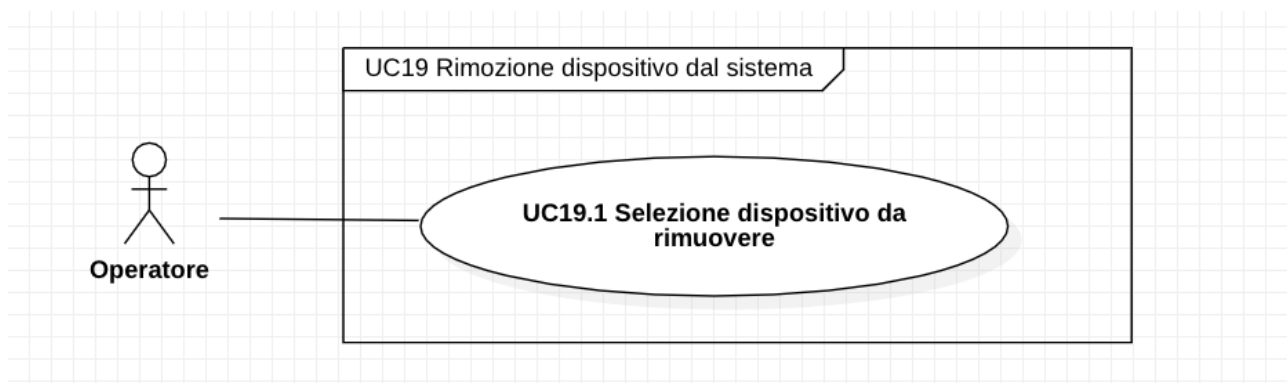 UC19 Rimozione dispositivo dal sistema
UC19.1 Selezione dispositivo da
rimuovere
Operatore